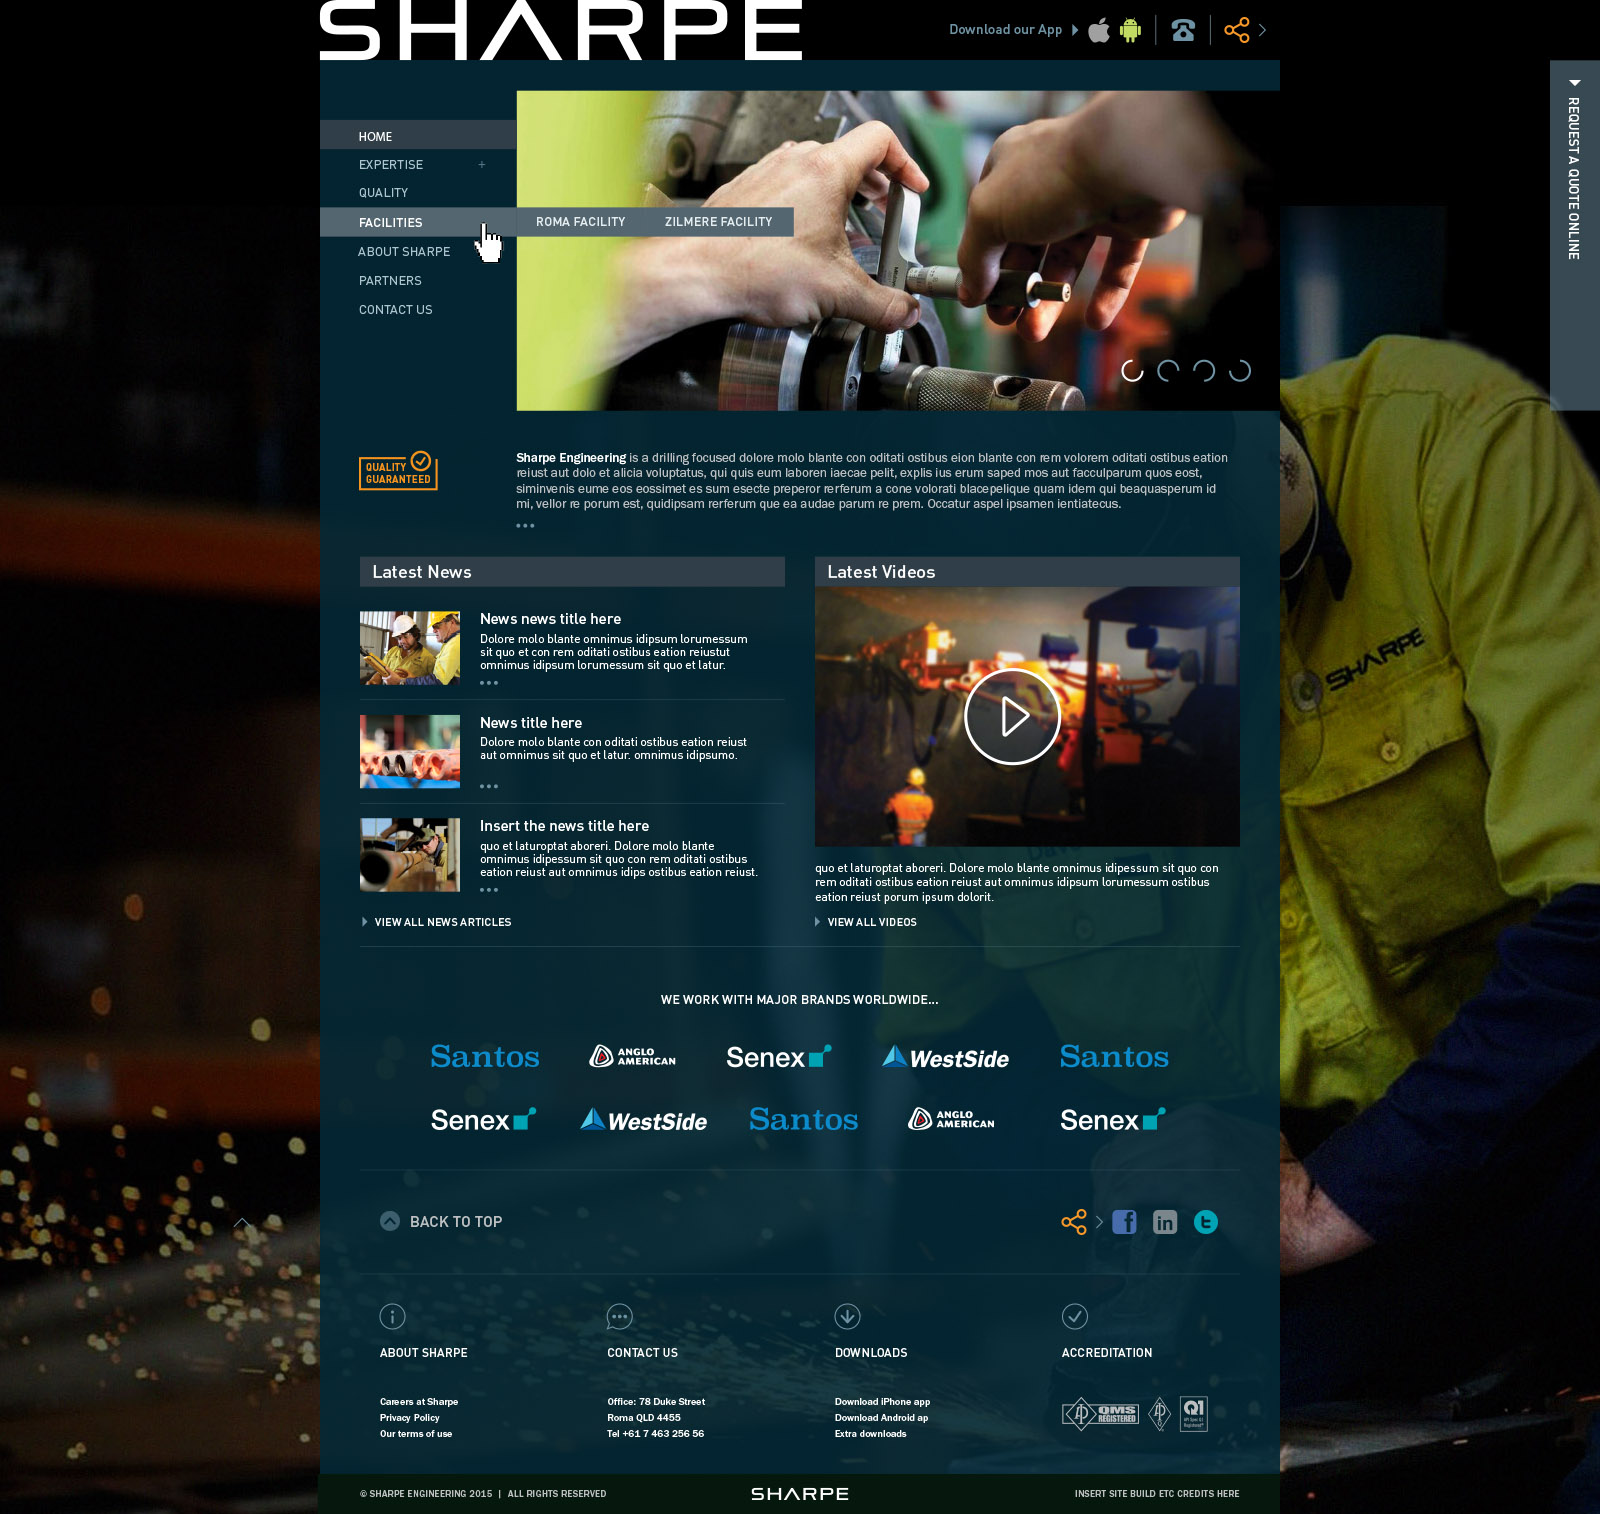 SHARPE
Download our App
REQUEST A QUOTE ONLINE
HOME
EXPERTISE +
QUALITY
FACILITIES
ROMA FACILITY ZILMERE FACILITY
ABOUT SHARPE
PARTNERS
CONTACT US
QUALITY
GUARANTEED
Sharpe Engineering is a drilling focused dolore molo blante con oditati ostibus eion blante con rem volorem oditati ostibus eation
reiust aut dolo et alicia voluptatus, qui quis eum laboren iaecae pelit, explis ius erum saped mos aut facculparum quos eost,
siminvenis eume eos eossimet es sum esecte preperor rerferum a cone volorati blacepelique quam idem qui beaquasperum id
mi, vellor re porum est, quidipsam rerferum que ea audae parum re prem. Occatur aspel ipsamen ientiatecus.
Latest News
News news title here
Dolore molo blante omnimus idipsum lorumessum
sit quo et con rem oditati ostibus eation reiustut
omnimus idipsum lorumessum sit quo et latur.
News title here
Dolore molo blante con oditati ostibus eation reiust
aut omnimus sit quo et latur. omnimus idipsumo.
Insert the news title here
quo et laturoptat aboreri. Dolore molo blante
omnimus idipessum sit quo con rem oditati ostibus
eation reiust aut omnimus idips ostibus eation reiust.
VIEW ALL NEWS ARTICLES
Latest Videos
quo et laturoptat aboreri. Dolore molo blante omnimus idipessum sit quo con
rem oditati ostibus eation reiust aut omnimus idipsum lorumessum ostibus
eation reiust porum ipsum dolorit.
VIEW ALL VIDEOS
SHARPE
WE WORK WITH MAJOR BRANDS WORLDWIDE...
Santos
ANGLO
AMERICAN
Senex
WestSide
Santos
Senex
WestSide
Santos
ANGLO
AMERICAN
Senex
BACK TO TOP
f
in
t
ABOUT SHARPE
Careers at Sharpe
Privacy Policy
Our terms of use
CONTACT US
Office: 78 Duke Street
Roma QLD 4455
Tel +61 7 463 256 56
DOWNLOADS
Download iPhone app
Download Android ap
Extra downloads
ACCREDITATION
QMS
REGISTERED
Q1
© SHARPE ENGINEERING 2015 | ALL RIGHTS RESERVED
SHARPE
INSERT SITE BUILD ETC CREDITS HERE